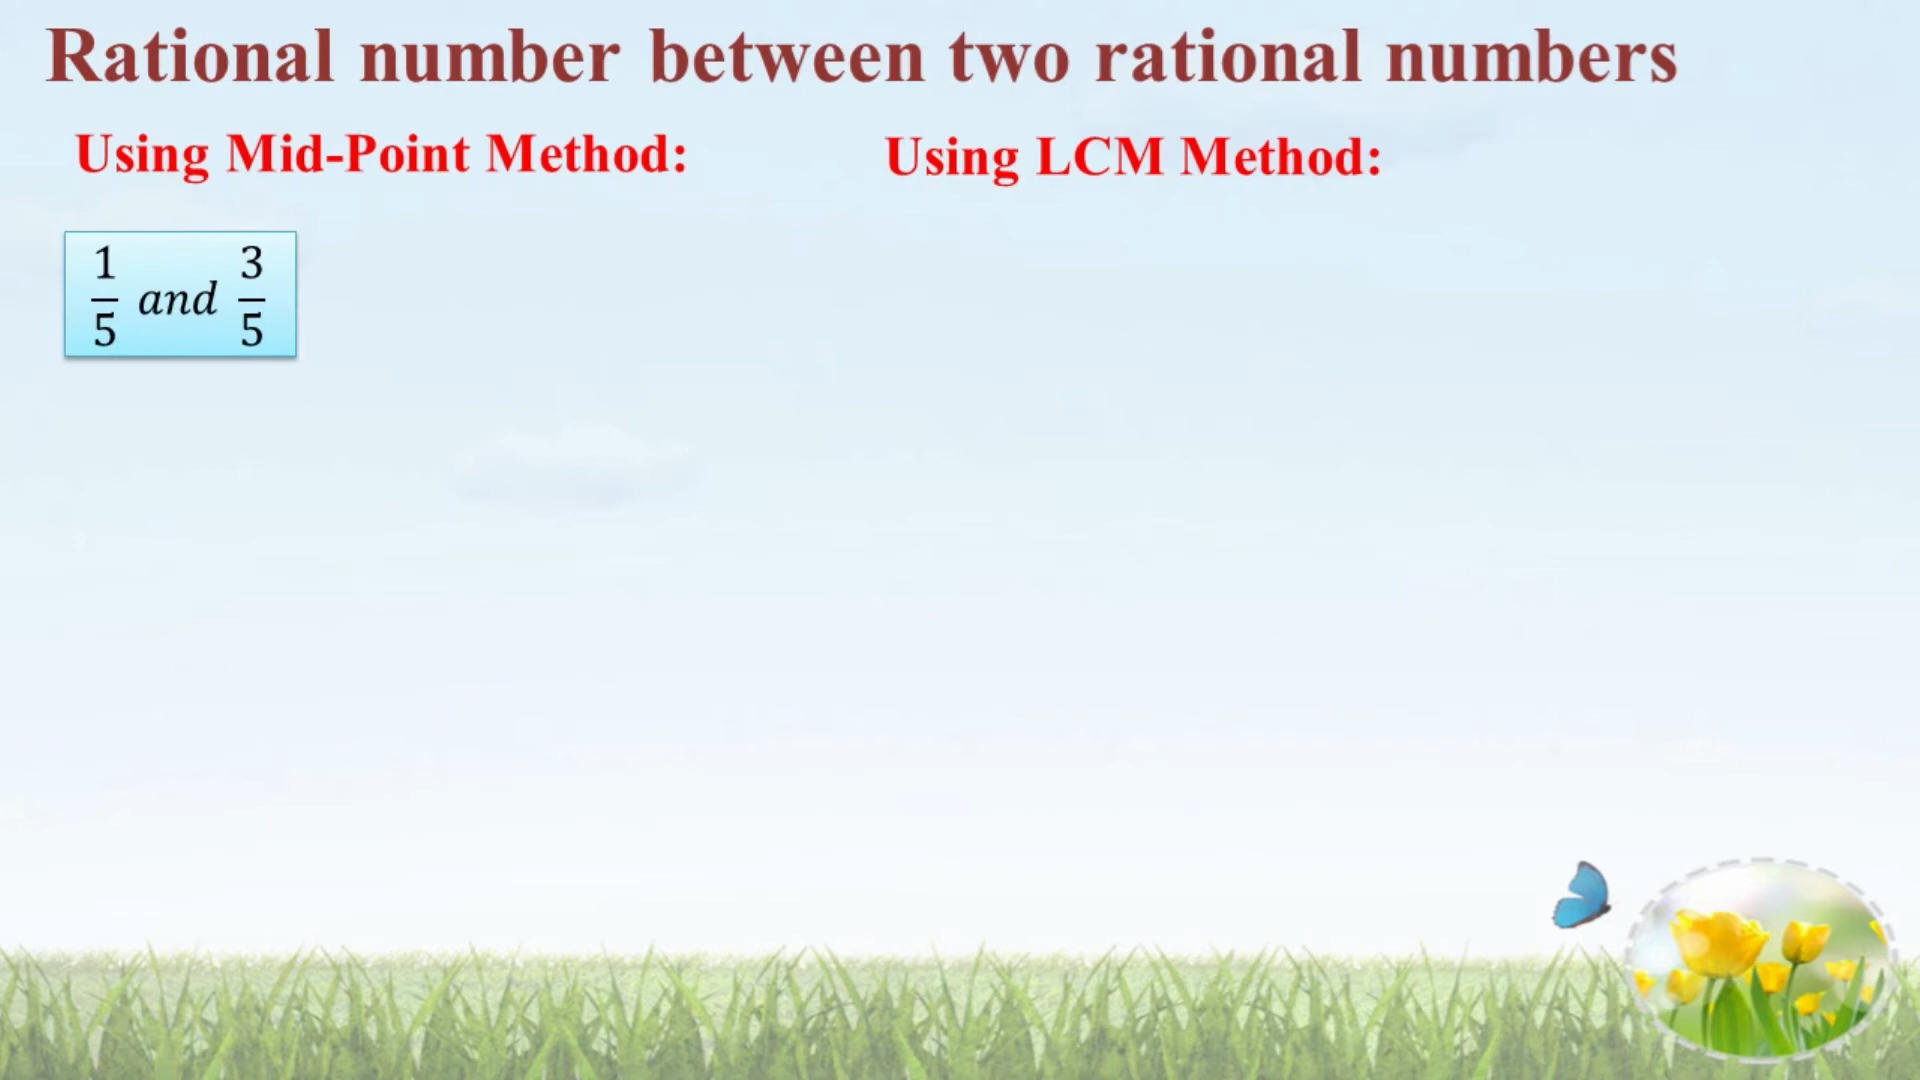 Rational number between two rational numbers
Using Mid-Point Method:
Using LCM Method:
1/5 and 3/5